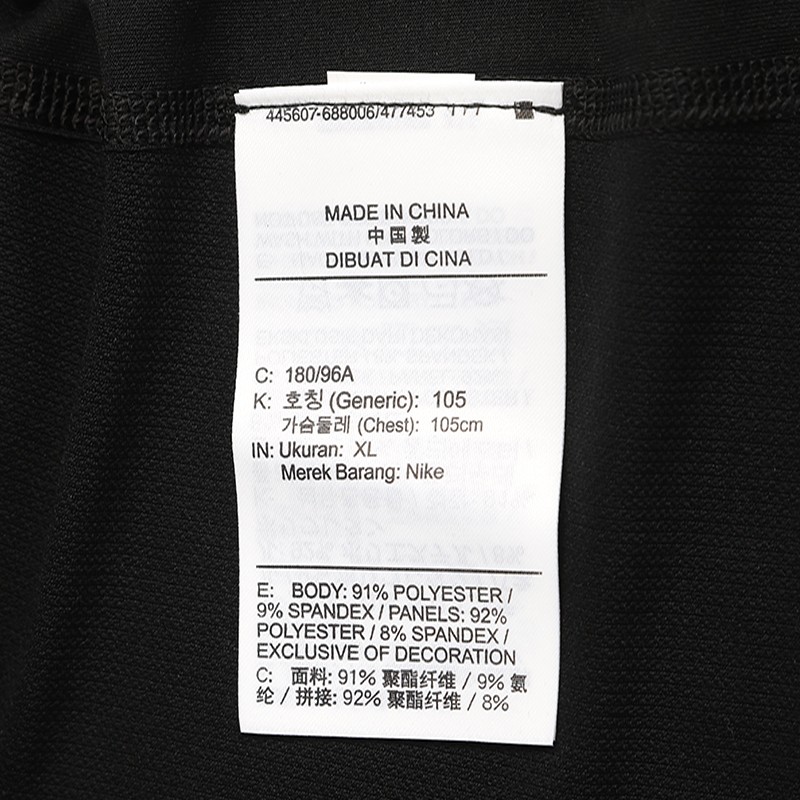 445607-688006/477453
MADE IN CHINA
中国製
DIBUAT DI CINA
C: 180/96A
K: 호칭 (Generic): 105
가슴둘레 (Chest): 105cm
IN: Ukuran: XL
Merek Barang: Nike
E: BODY: 91% POLYESTER /
9% SPANDEX / PANELS: 92%
POLYESTER / 8% SPANDEX /
EXCLUSIVE OF DECORATION
C: 面料: 91% 聚酯纤维 / 9% 氨
纶 / 拼接: 92% 聚酯纤维 / 8%